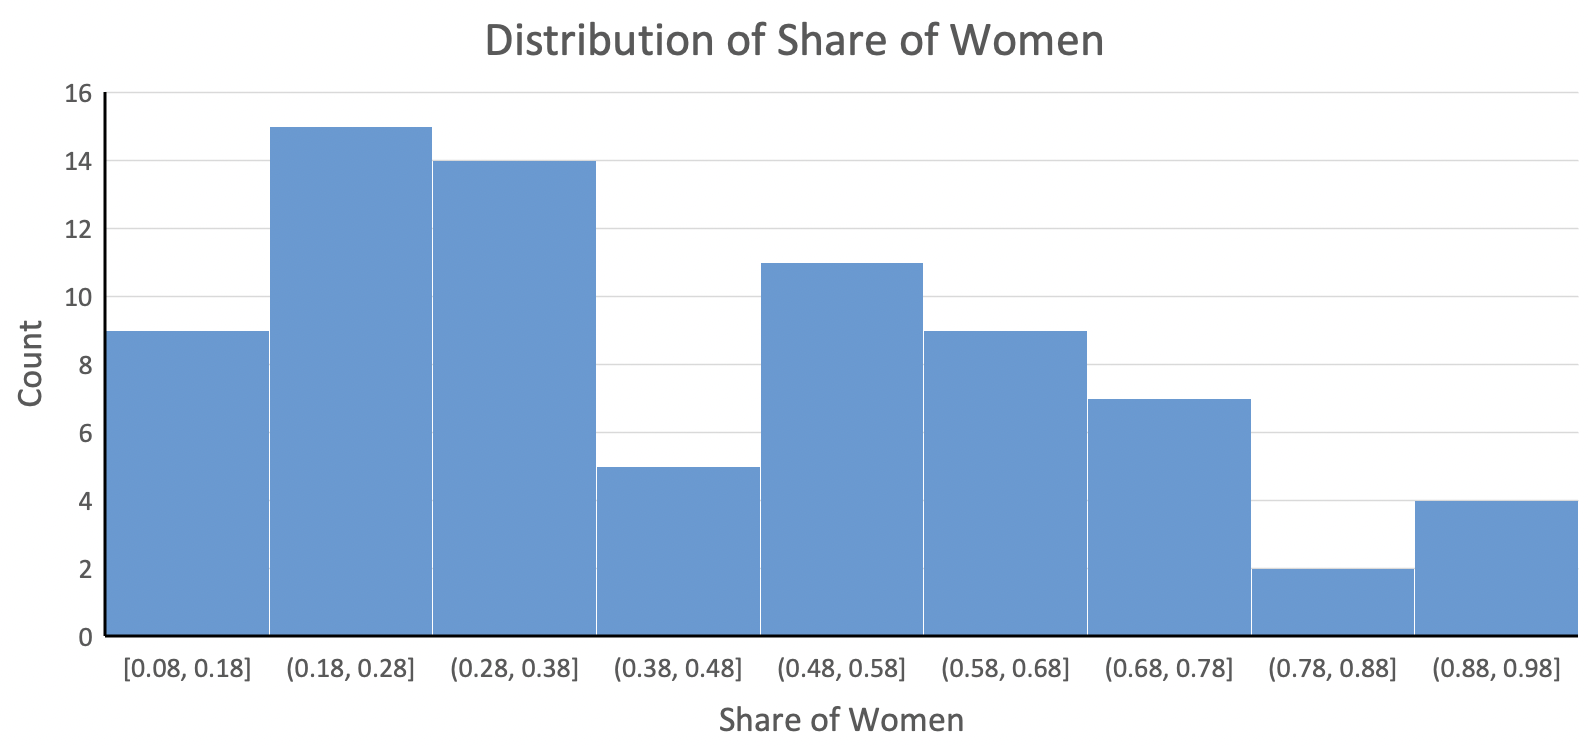 Distribution of Share of Women
16
14
12
10
8
6
4
2
0
Count
[0.08, 0.18] (0.18, 0.28] (0.28, 0.38] (0.38, 0.48] (0.48, 0.58] (0.58, 0.68] (0.68, 0.78] (0.78, 0.88] (0.88, 0.98]
Share of Women